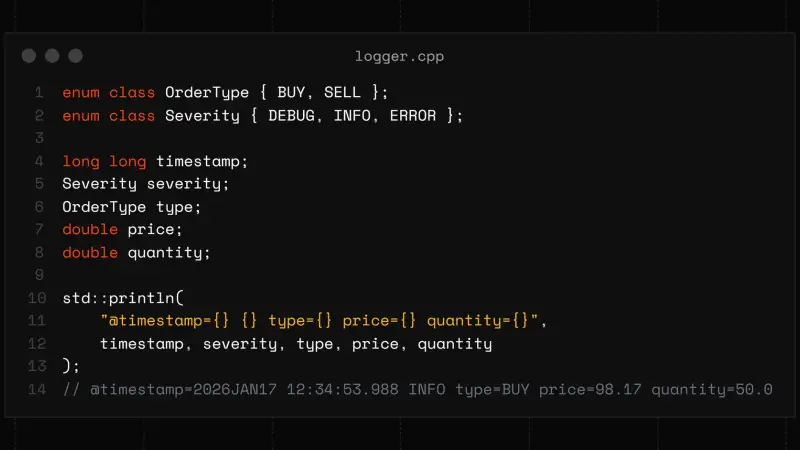 logger.cpp
1 enum class OrderType { BUY, SELL };
2 enum class Severity { DEBUG, INFO, ERROR };
3
4 long long timestamp;
5 Severity severity;
6 OrderType type;
7 double price;
8 double quantity;
9
10 std::println(
11     "@timestamp={} {} type={} price={} quantity={}",
12     timestamp, severity, type, price, quantity
13 );
14 // @timestamp=2026JAN17 12:34:53.988 INFO type=BUY price=98.17 quantity=50.0